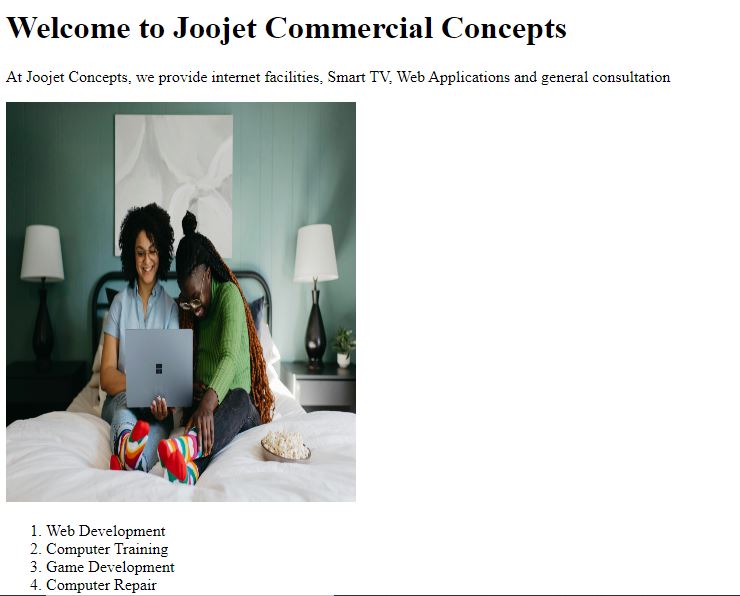 Welcome to Joojet Commercial Concepts
At Joojet Concepts, we provide internet facilities, Smart TV, Web Applications and general consultation
1. Web Development
2. Computer Training
3. Game Development
4. Computer Repair